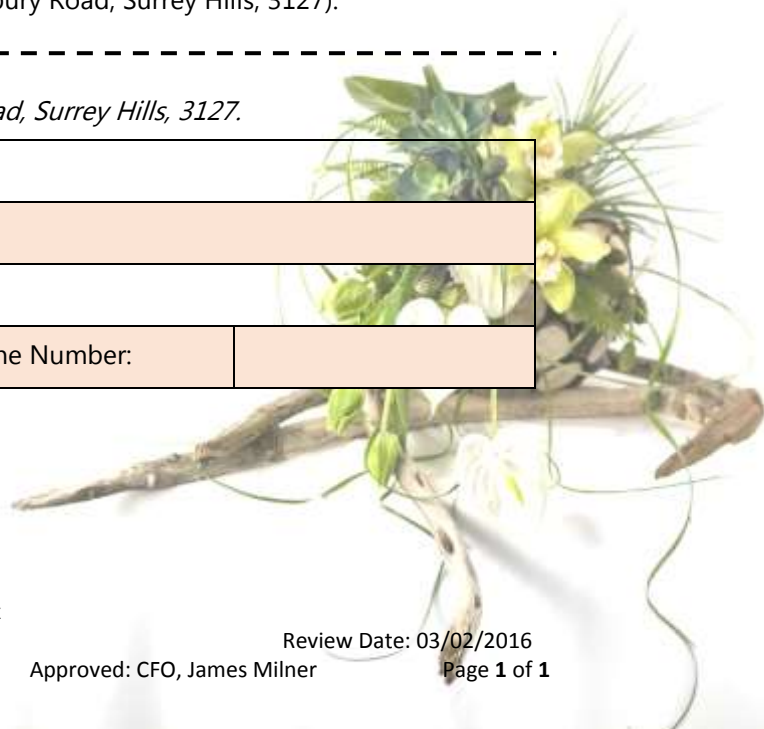 bury Road, Surrey Hills, 3127).
ad, Surrey Hills, 3127.
ne Number:
Review Date: 03/02/2016
Approved: CFO, James Milner Page 1 of 1